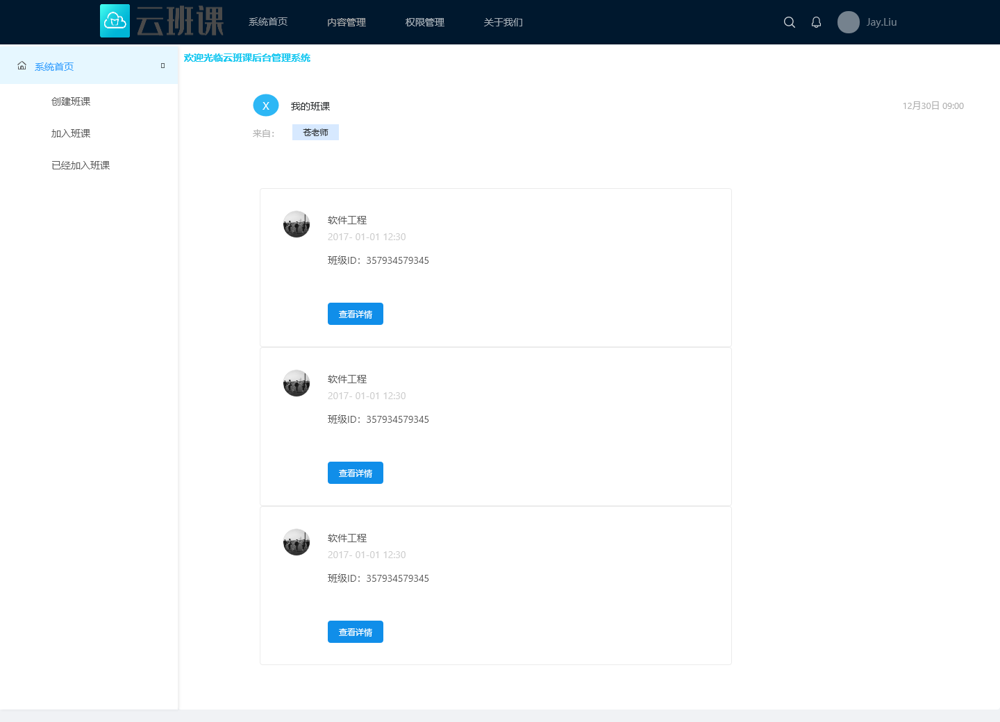 云班课
系统首页
内容管理
权限管理
关于我们
Jay.Liu
系统首页
创建班课
加入班课
已经加入班课
欢迎光临云班课后台管理系统
X
我的班课
12月30日 09:00
来自:
苍老师
软件工程
2017- 01-01 12:30
班级ID：357934579345
查看详情
软件工程
2017- 01-01 12:30
班级ID：357934579345
查看详情
软件工程
2017- 01-01 12:30
班级ID：357934579345
查看详情